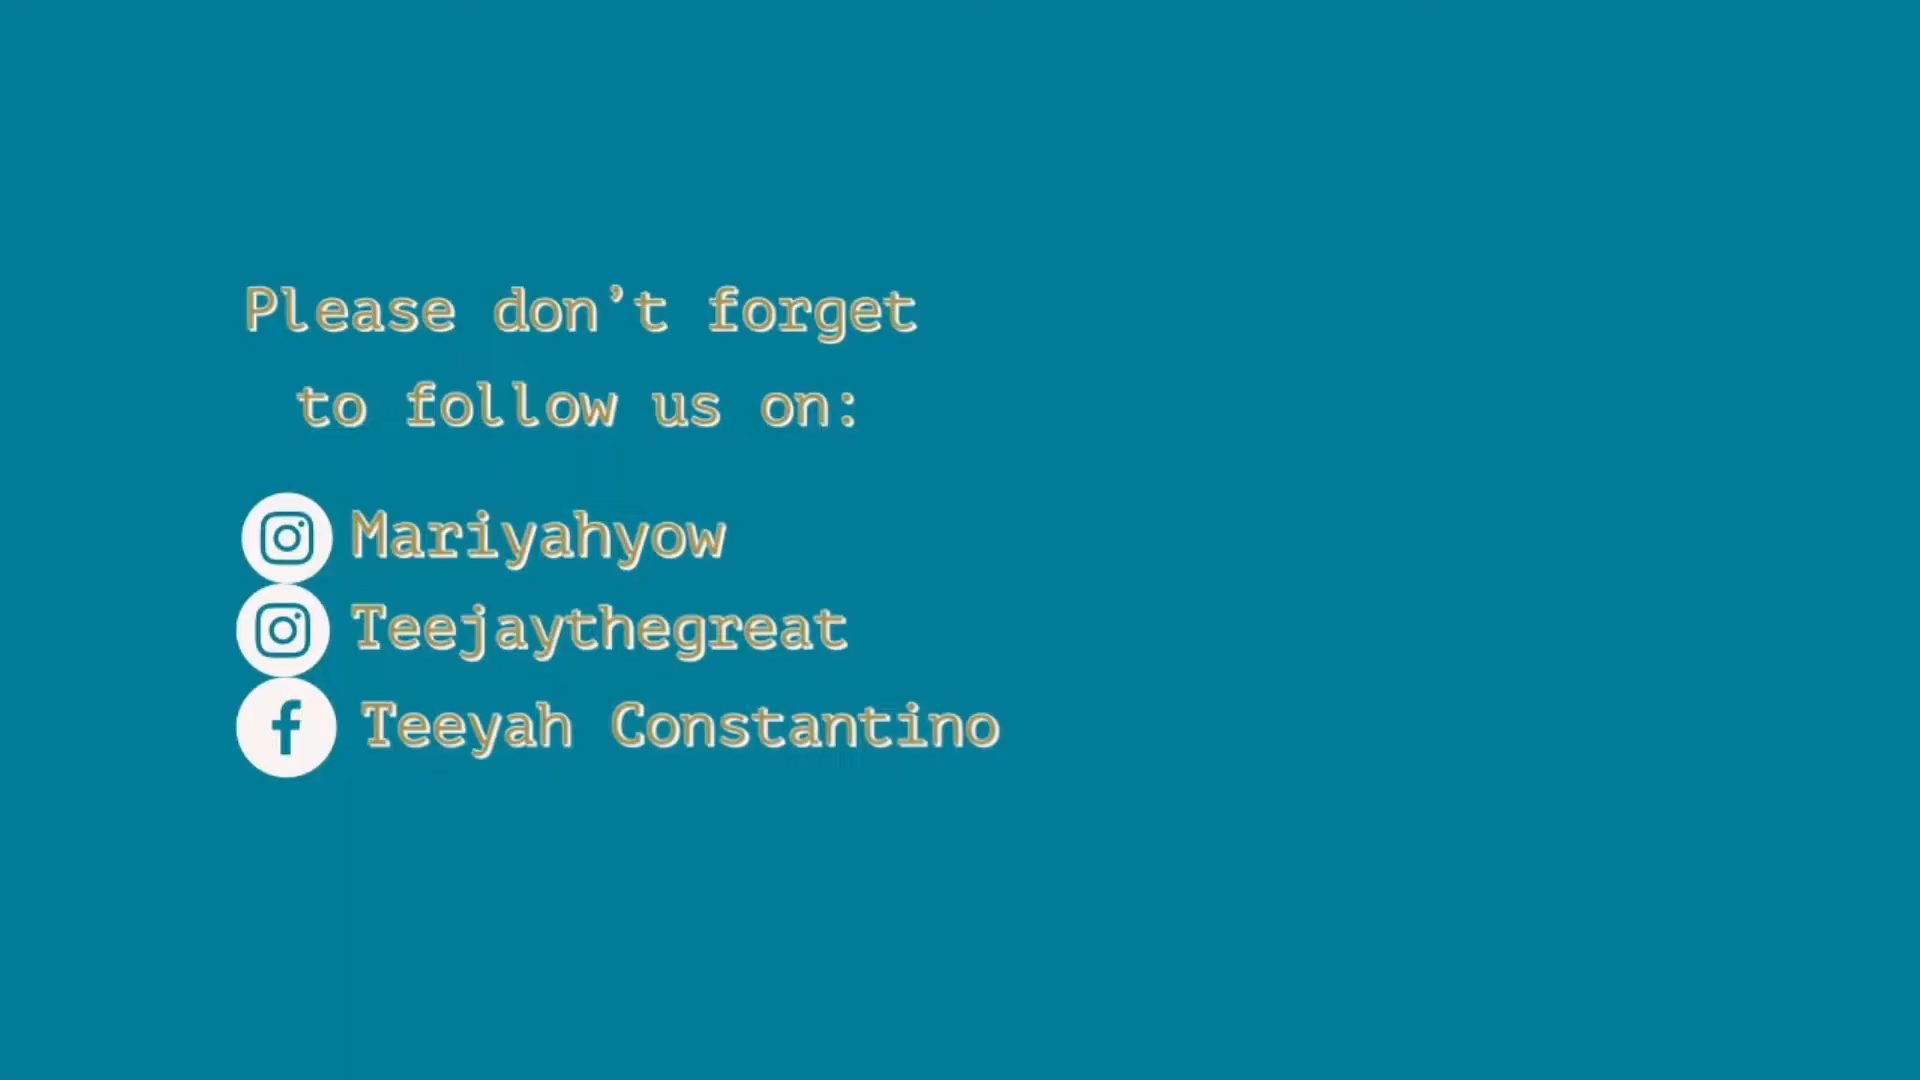 Please don’t forget
to follow us on:
Mariyahyow
Teejaythegreat
Teeyah Constantino